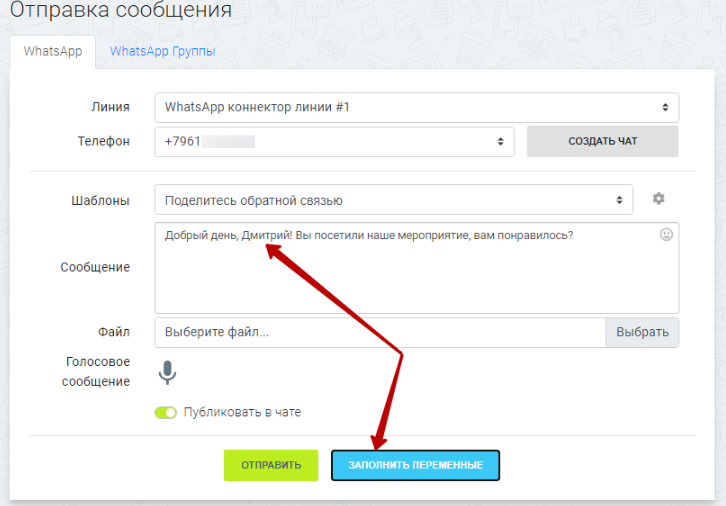 Отправка сообщения
WhatsApp WhatsApp Группы
Линия WhatsApp коннектор линии #1
Телефон +7961 СОЗДАТЬ ЧАТ
Шаблоны Поделитесь обратной связью
Добрый день, Дмитрий! Вы посетили наше мероприятие, вам понравилось?
Сообщение
Файл Выберите файл... Выбрать
Голосовое
сообщение
Публиковать в чате
ОТПРАВИТЬ ЗАПОЛНИТЬ ПЕРЕМЕННЫЕ